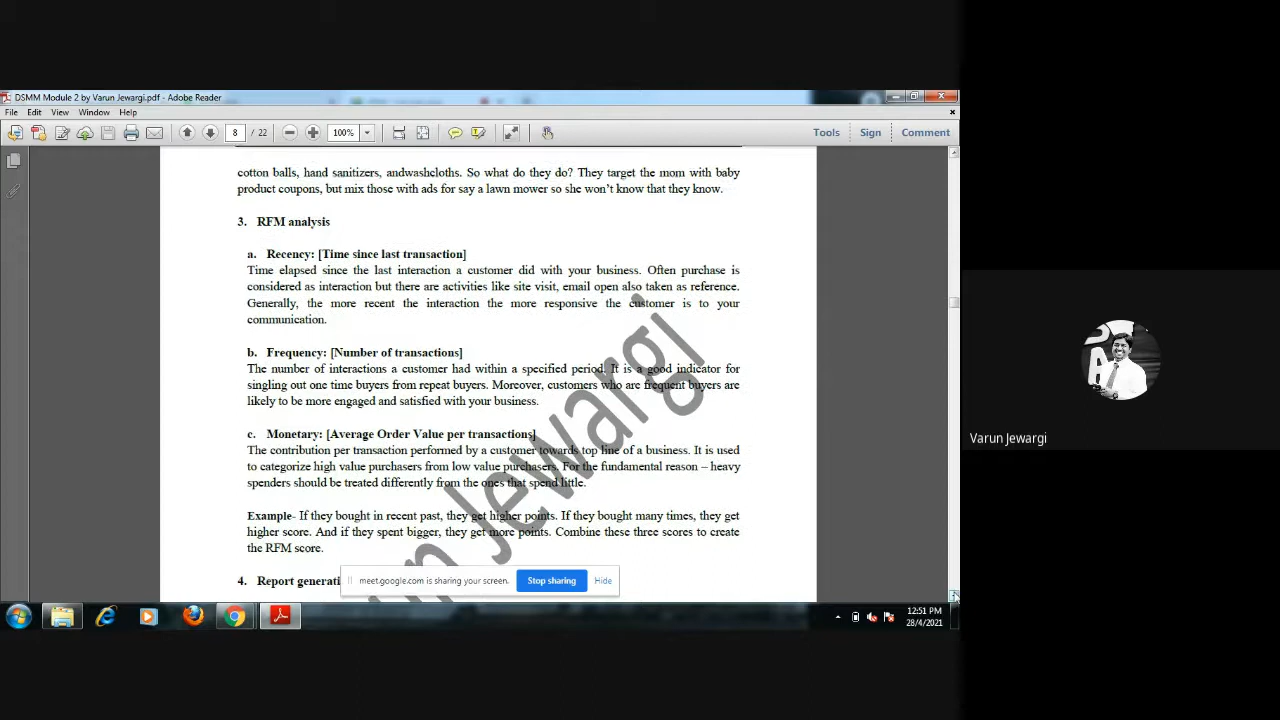 DSMM Module 2 by Varun Jewargi.pdf - Adobe Reader
File Edit View Window Help
8 / 22 100% Tools Sign Comment
cotton balls, hand sanitizers, andwashcloths. So what do they do? They target the mom with baby
product coupons, but mix those with ads for say a lawn mower so she won't know that they know.
3. RFM analysis
a. Recency: [Time since last transaction]
Time elapsed since the last interaction a customer did with your business. Often purchase is
considered as interaction but there are activities like site visit, email open also taken as reference.
Generally, the more recent the interaction the more responsive the customer is to your
communication.
b. Frequency: [Number of transactions]
The number of interactions a customer had within a specified period. It is a good indicator for
singling out one time buyers from repeat buyers. Moreover, customers who are frequent buyers are
likely to be more engaged and satisfied with your business.
c. Monetary: [Average Order Value per transactions]
The contribution per transaction performed by a customer towards top line of a business. It is used
to categorize high value purchasers from low value purchasers. For the fundamental reason – heavy
spenders should be treated differently from the ones that spend little.
Example- If they bought in recent past, they get higher points. If they bought many times, they get
higher score. And if they spent bigger, they get more points. Combine these three scores to create
the RFM score.
4. Report generati
meet.google.com is sharing your screen. Stop sharing Hide
12:51 PM
28/4/2021
Varun Jewargi
un Jewargi